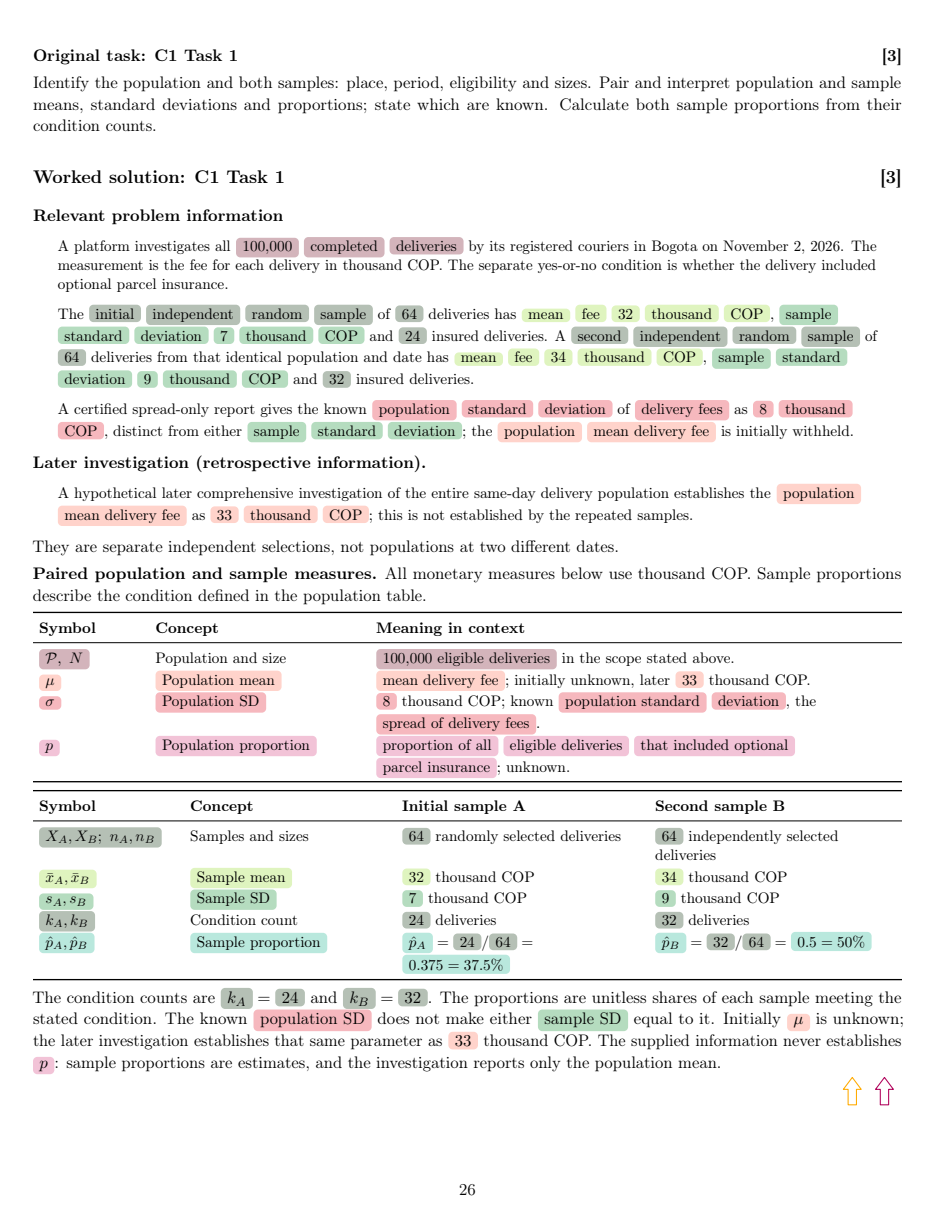 Original task: C1 Task 1 [3]
Identify the population and both samples: place, period, eligibility and sizes. Pair and interpret population and sample
means, standard deviations and proportions; state which are known. Calculate both sample proportions from their
condition counts.
Worked solution: C1 Task 1 [3]
Relevant problem information
A platform investigates all 100,000 completed deliveries by its registered couriers in Bogota on November 2, 2026. The
measurement is the fee for each delivery in thousand COP. The separate yes-or-no condition is whether the delivery included
optional parcel insurance.
The initial independent random sample of 64 deliveries has mean fee 32 thousand COP, sample
standard deviation 7 thousand COP and 24 insured deliveries. A second independent random sample of
64 deliveries from that identical population and date has mean fee 34 thousand COP, sample standard
deviation 9 thousand COP and 32 insured deliveries.
A certified spread-only report gives the known population standard deviation of delivery fees as 8 thousand
COP, distinct from either sample standard deviation; the population mean delivery fee is initially withheld.
Later investigation (retrospective information).
A hypothetical later comprehensive investigation of the entire same-day delivery population establishes the population
mean delivery fee as 33 thousand COP; this is not established by the repeated samples.
They are separate independent selections, not populations at two different dates.
Paired population and sample measures. All monetary measures below use thousand COP. Sample proportions
describe the condition defined in the population table.
Symbol Concept Meaning in context
𝒫, N Population and size 100,000 eligible deliveries in the scope stated above.
μ Population mean mean delivery fee; initially unknown, later 33 thousand COP.
σ Population SD 8 thousand COP; known population standard deviation, the
spread of delivery fees.
p Population proportion proportion of all eligible deliveries that included optional
parcel insurance; unknown.
Symbol Concept Initial sample A Second sample B
X_A, X_B; n_A, n_B Samples and sizes 64 randomly selected deliveries 64 independently selected
deliveries
x̄_A, x̄_B Sample mean 32 thousand COP 34 thousand COP
s_A, s_B Sample SD 7 thousand COP 9 thousand COP
k_A, k_B Condition count 24 deliveries 32 deliveries
p̂_A, p̂_B Sample proportion p̂_A = 24/64 = p̂_B = 32/64 = 0.5 = 50%
0.375 = 37.5%
The condition counts are k_A = 24 and k_B = 32. The proportions are unitless shares of each sample meeting the
stated condition. The known population SD does not make either sample SD equal to it. Initially μ is unknown;
the later investigation establishes that same parameter as 33 thousand COP. The supplied information never establishes
p: sample proportions are estimates, and the investigation reports only the population mean.
26